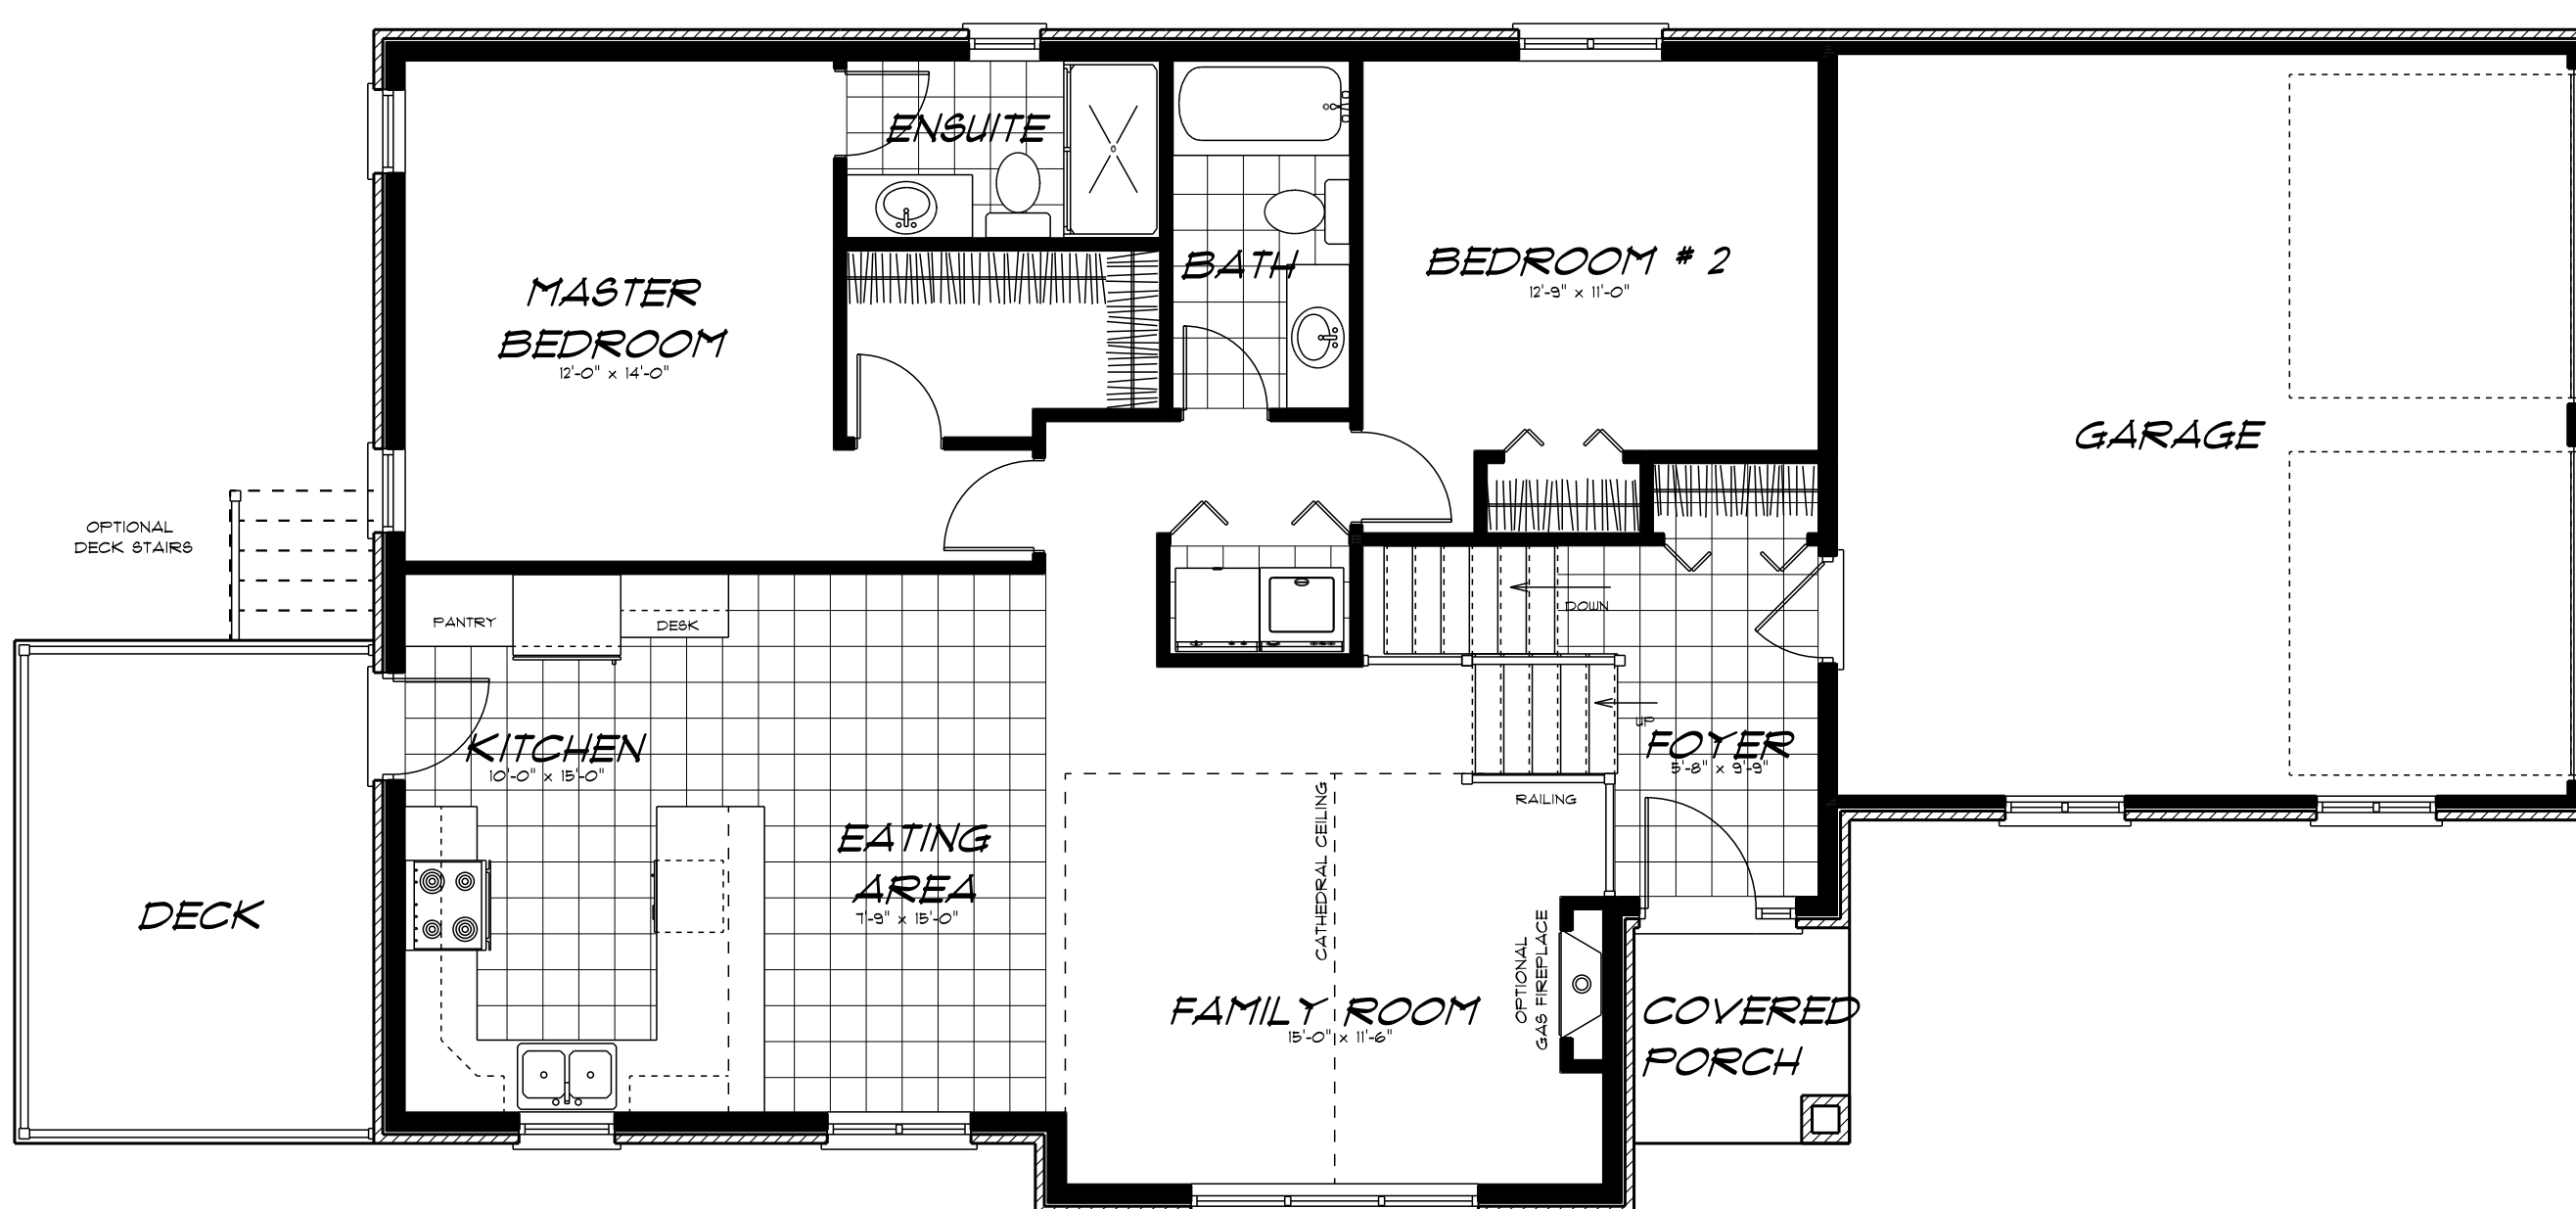 ENSUITE
MASTER
BEDROOM
12'-0" x 14'-0"
BATH
BEDROOM # 2
12'-9" x 11'-0"
GARAGE
OPTIONAL
DECK STAIRS
PANTRY
DESK
DOWN
UP
KITCHEN
10'-0" x 15'-0"
FOYER
5'-8" x 9'-9"
RAILING
CATHEDRAL CEILING
EATING
AREA
7'-9" x 15'-0"
DECK
OPTIONAL
GAS FIREPLACE
FAMILY ROOM
15'-0" x 11'-6"
COVERED
PORCH